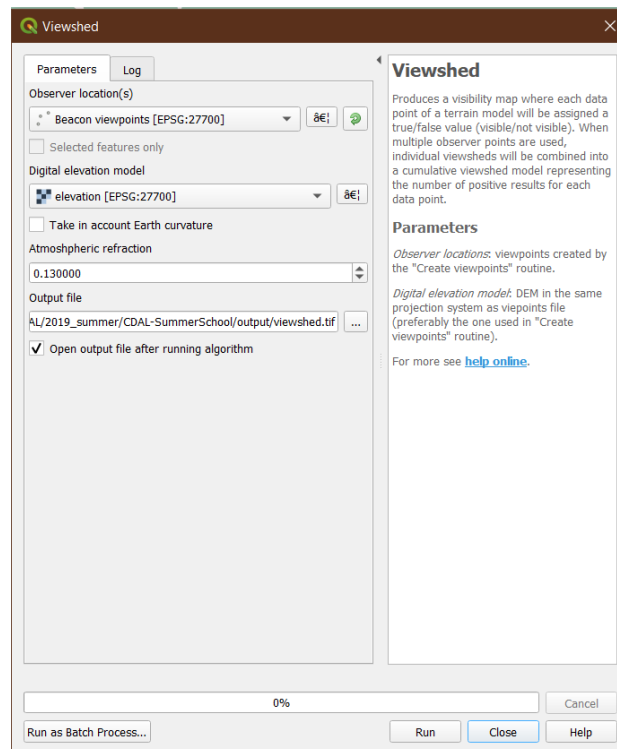 Viewshed
Parameters
Log
Observer location(s)
Beacon viewpoints [EPSG:27700]
…
Selected features only
Digital elevation model
elevation [EPSG:27700]
…
Take in account Earth curvature
Atmoshpheric refraction
0.130000
Output file
AL/2019_summer/CDAL-SummerSchool/output/viewshed.tif
...
Open output file after running algorithm
Viewshed
Produces a visibility map where each data
point of a terrain model will be assigned a
true/false value (visible/not visible). When
multiple observer points are used,
individual viewsheds will be combined into
a cumulative viewshed model representing
the number of positive results for each
data point.
Parameters
Observer locations: viewpoints created by
the "Create viewpoints" routine.
Digital elevation model: DEM in the same
projection system as viepoints file
(preferably the one used in "Create
viewpoints" routine).
For more see help online.
0%
Cancel
Run as Batch Process...
Run
Close
Help